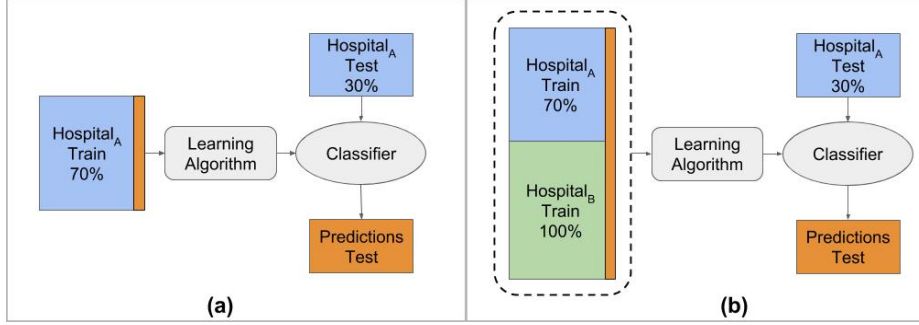 Hospital_A
Train
70%
Learning
Algorithm
Hospital_A
Test
30%
Classifier
Predictions
Test
(a)
Hospital_A
Train
70%
Hospital_B
Train
100%
Learning
Algorithm
Hospital_A
Test
30%
Classifier
Predictions
Test
(b)